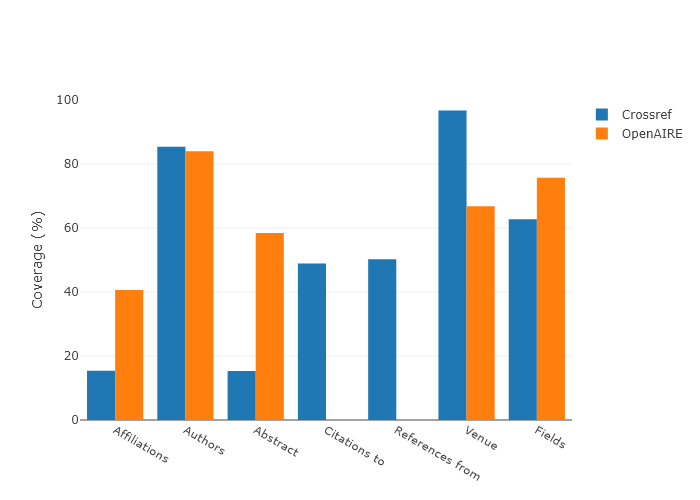 Crossref
OpenAIRE
Coverage (%)
100
80
60
40
20
0
Affiliations
Authors
Abstract
Citations to
References from
Venue
Fields